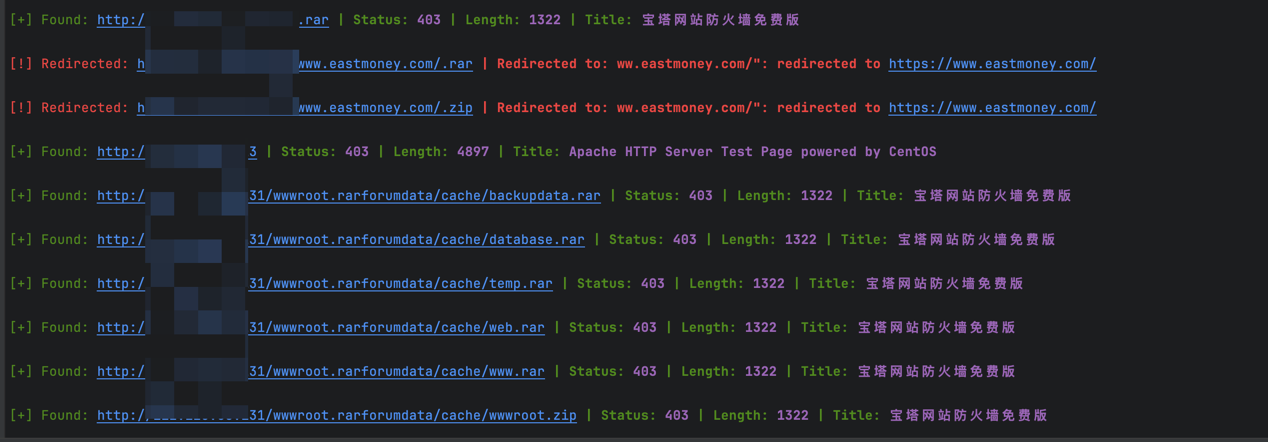 [+] Found: http:/ .rar | Status: 403 | Length: 1322 | Title: 宝塔网站防火墙免费版
[!] Redirected: h www.eastmoney.com/.rar | Redirected to: ww.eastmoney.com/": redirected to https://www.eastmoney.com/
[!] Redirected: h www.eastmoney.com/.zip | Redirected to: ww.eastmoney.com/": redirected to https://www.eastmoney.com/
[+] Found: http:/ 3 | Status: 403 | Length: 4897 | Title: Apache HTTP Server Test Page powered by CentOS
[+] Found: http:/ 31/wwwroot.rarforumdata/cache/backupdata.rar | Status: 403 | Length: 1322 | Title: 宝塔网站防火墙免费版
[+] Found: http:/ 31/wwwroot.rarforumdata/cache/database.rar | Status: 403 | Length: 1322 | Title: 宝塔网站防火墙免费版
[+] Found: http:/ 31/wwwroot.rarforumdata/cache/temp.rar | Status: 403 | Length: 1322 | Title: 宝塔网站防火墙免费版
[+] Found: http:/ 31/wwwroot.rarforumdata/cache/web.rar | Status: 403 | Length: 1322 | Title: 宝塔网站防火墙免费版
[+] Found: http:/ 31/wwwroot.rarforumdata/cache/www.rar | Status: 403 | Length: 1322 | Title: 宝塔网站防火墙免费版
[+] Found: http:/ 31/wwwroot.rarforumdata/cache/wwwroot.zip | Status: 403 | Length: 1322 | Title: 宝塔网站防火墙免费版